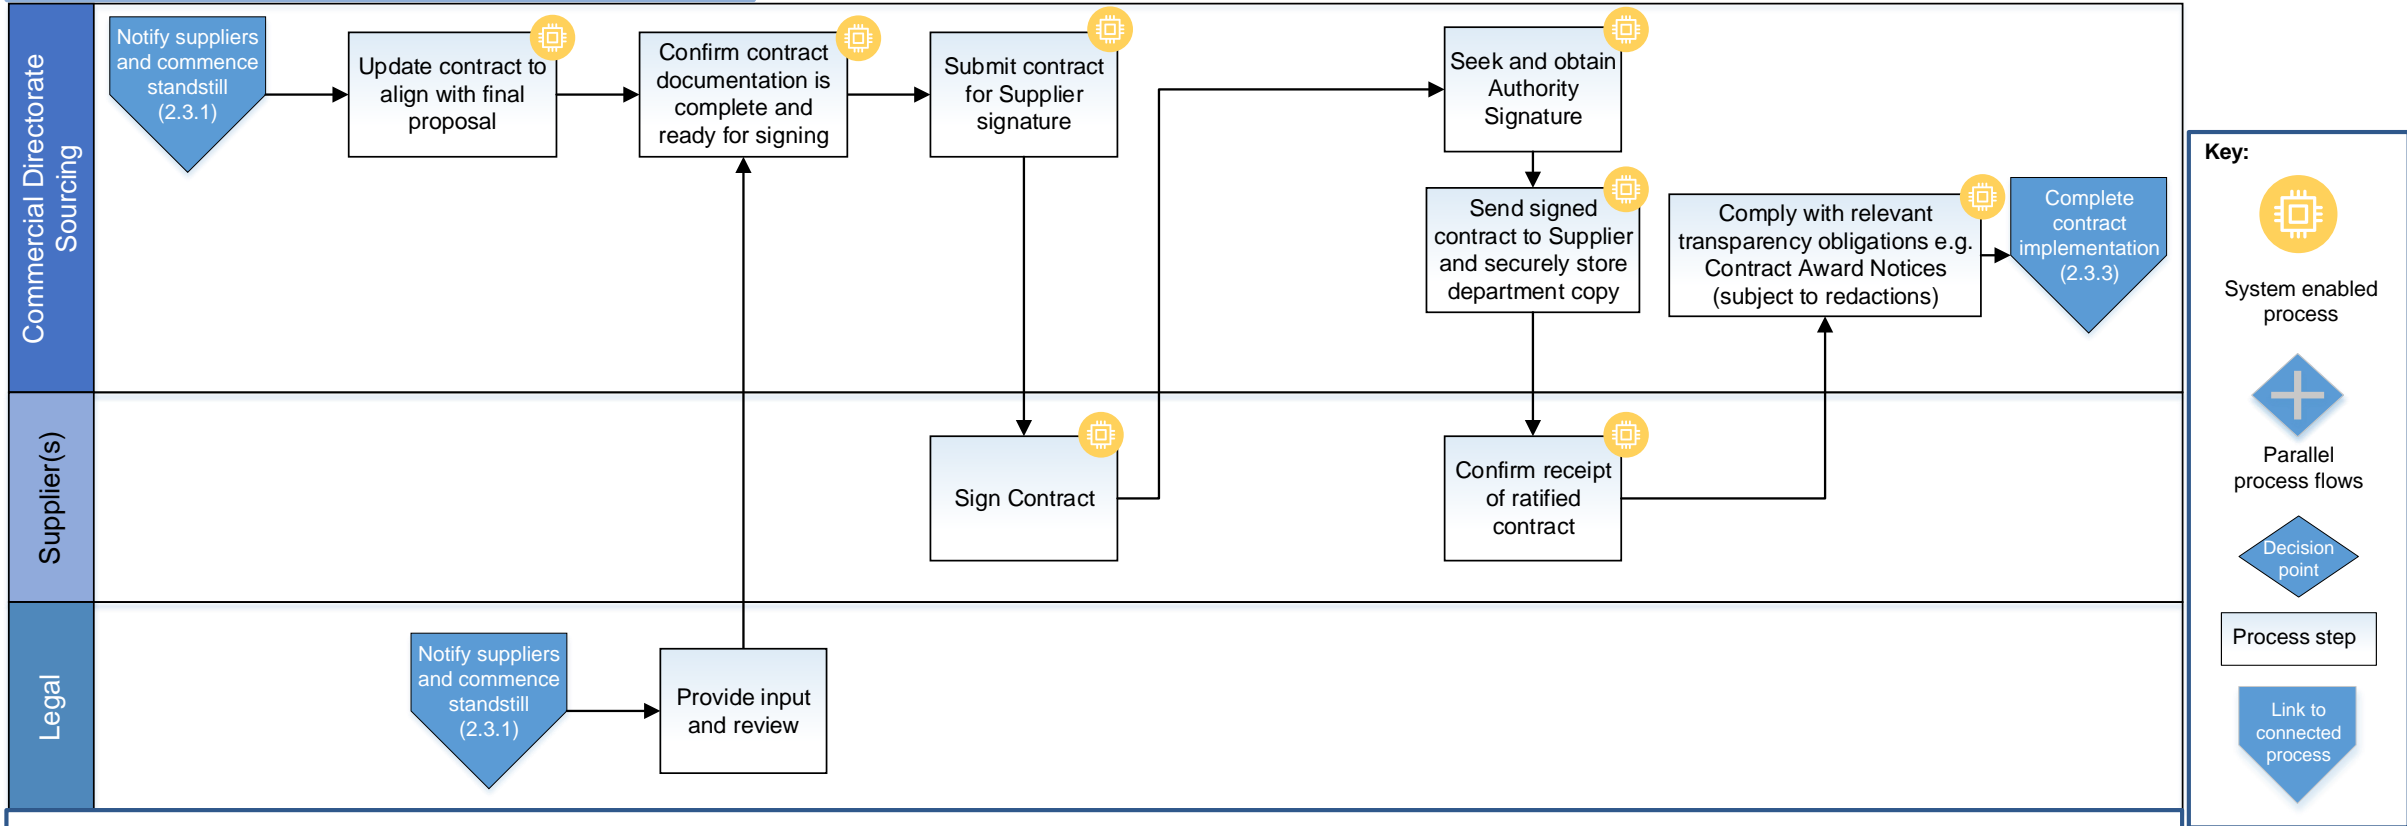 Commercial Directorate
Sourcing
Notify suppliers
and commence
standstill
(2.3.1)
Update contract to
align with final
proposal
Confirm contract
documentation is
complete and
ready for signing
Submit contract
for Supplier
signature
Seek and obtain
Authority
Signature
Send signed
contract to Supplier
and securely store
department copy
Comply with relevant
transparency obligations e.g.
Contract Award Notices
(subject to redactions)
Complete
contract
implementation
(2.3.3)
Supplier(s)
Sign Contract
Confirm receipt
of ratified
contract
Legal
Notify suppliers
and commence
standstill
(2.3.1)
Provide input
and review
Key:
System enabled
process
Parallel
process flows
Decision
point
Process step
Link to
connected
process